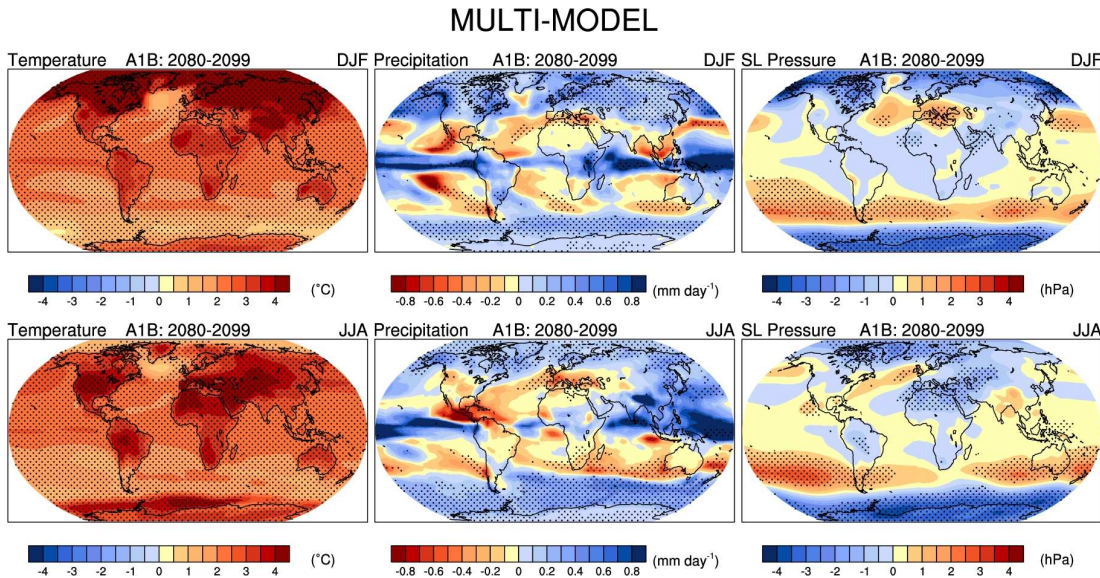 MULTI-MODEL
Temperature A1B: 2080-2099 DJF
Precipitation A1B: 2080-2099 DJF
SL Pressure A1B: 2080-2099 DJF
-4 -3 -2 -1 0 1 2 3 4 (°C)
-0.8 -0.6 -0.4 -0.2 0 0.2 0.4 0.6 0.8 (mm day-1)
-4 -3 -2 -1 0 1 2 3 4 (hPa)
Temperature A1B: 2080-2099 JJA
Precipitation A1B: 2080-2099 JJA
SL Pressure A1B: 2080-2099 JJA
-4 -3 -2 -1 0 1 2 3 4 (°C)
-0.8 -0.6 -0.4 -0.2 0 0.2 0.4 0.6 0.8 (mm day-1)
-4 -3 -2 -1 0 1 2 3 4 (hPa)